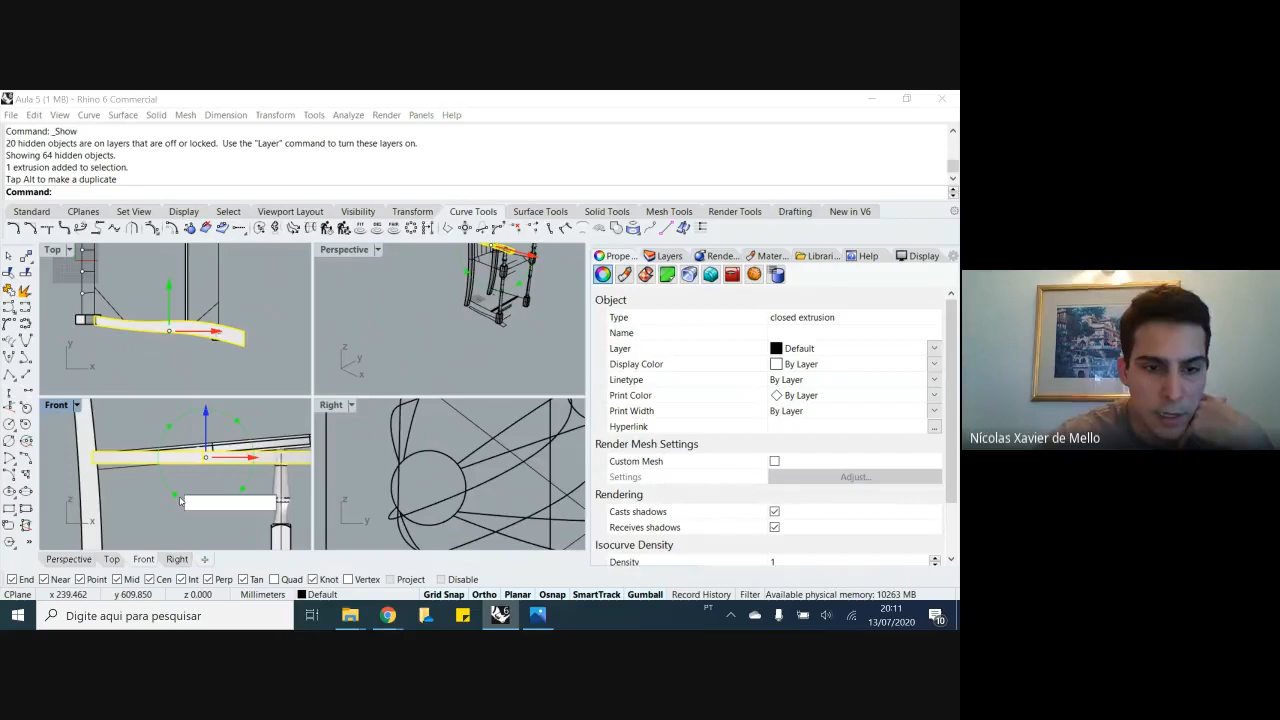 Aula 5 (1 MB) - Rhino 6 Commercial
File Edit View Curve Surface Solid Mesh Dimension Transform Tools Analyze Render Panels Help
Command: _Show
20 hidden objects are on layers that are off or locked. Use the "Layer" command to turn these layers on.
Showing 64 hidden objects.
1 extrusion added to selection.
Tap Alt to make a duplicate
Command:
Standard CPlanes Set View Display Select Viewport Layout Visibility Transform Curve Tools Surface Tools Solid Tools Mesh Tools Render Tools Drafting New in V6
Top
y
x
Perspective
z
y
x
Front
z
x
Right
z
y
Prope... Layers Rende... Mater... Librari... Help Display
Object
Type closed extrusion
Name
Layer Default
Display Color By Layer
Linetype By Layer
Print Color By Layer
Print Width By Layer
Hyperlink ...
Render Mesh Settings
Custom Mesh
Settings Adjust...
Rendering
Casts shadows
Receives shadows
Isocurve Density
Density 1
Nícolas Xavier de Mello
Perspective Top Front Right
End Near Point Mid Cen Int Perp Tan Quad Knot Vertex Project Disable
CPlane x 239.462 y 609.850 z 0.000 Millimeters Default Grid Snap Ortho Planar Osnap SmartTrack Gumball Record History Filter Available physical memory: 10263 MB
Digite aqui para pesquisar
PT
20:11
13/07/2020
10